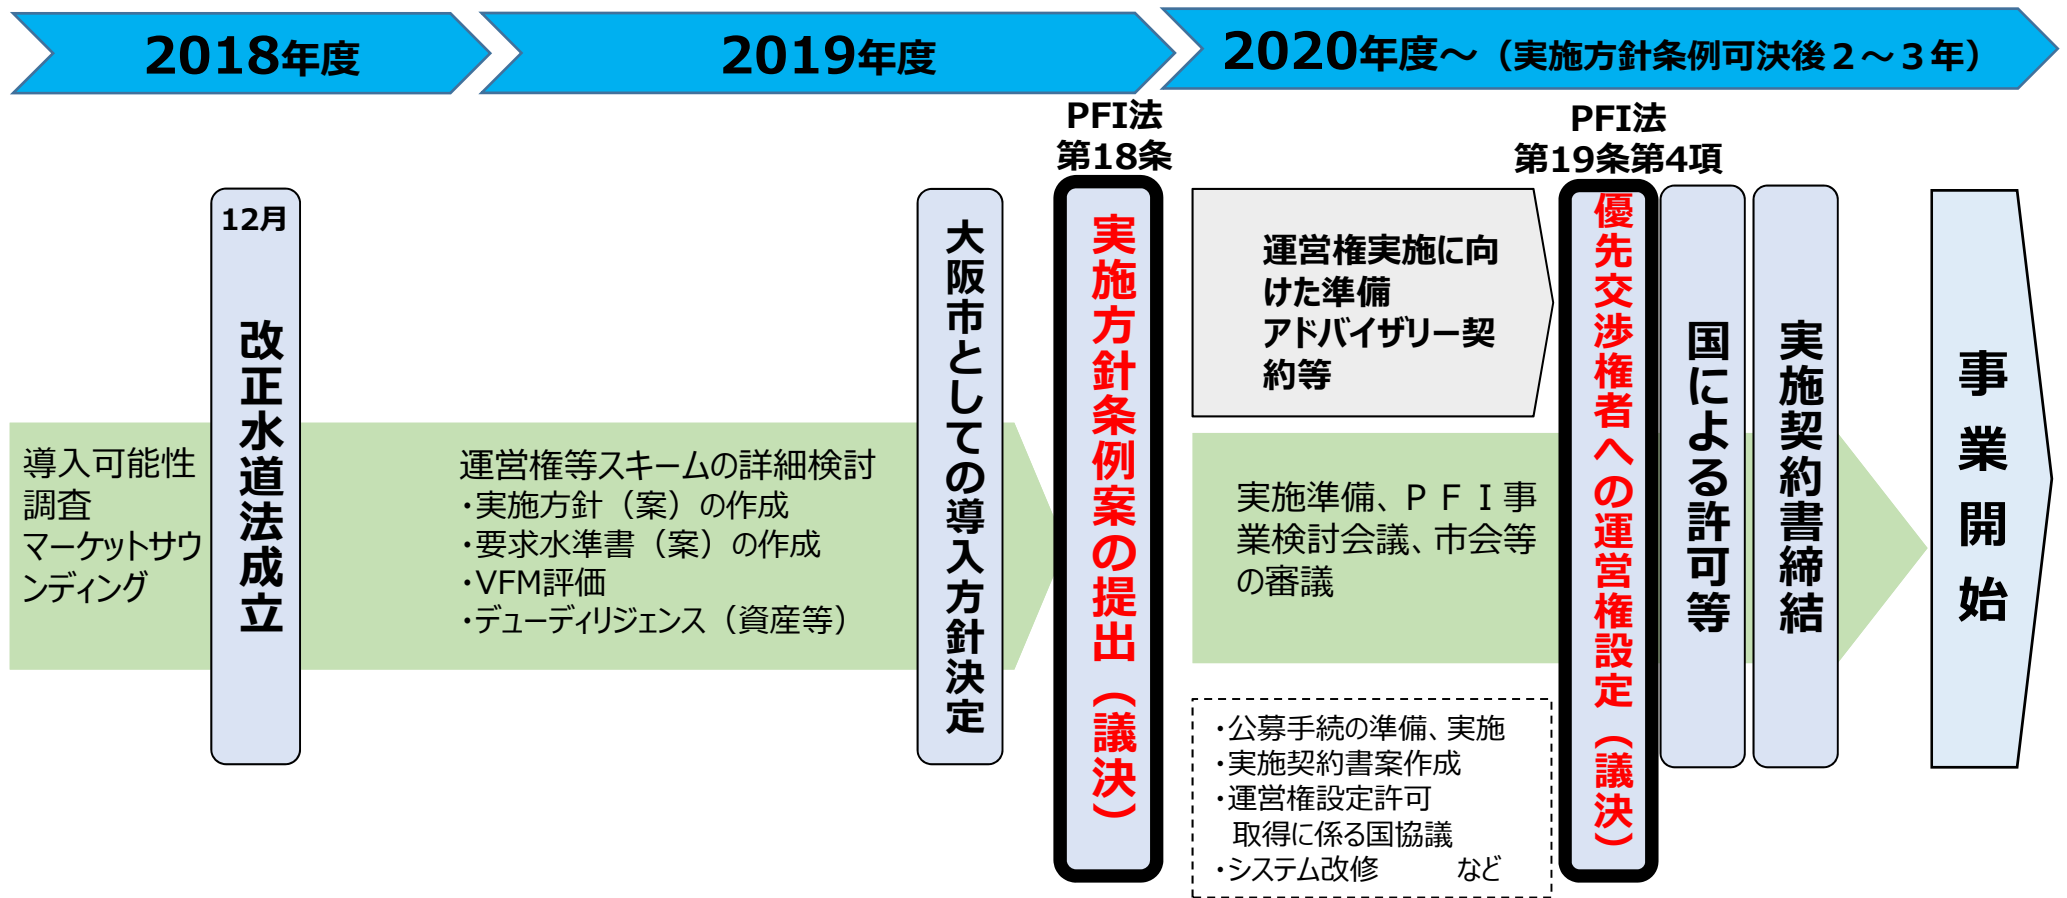 2018年度
2019年度
2020年度～（実施方針条例可決後２～３年）
PFI法
第18条
PFI法
第19条第4項
12月
改正水道法成立
導入可能性
調査
マーケットサウ
ンディング
運営権等スキームの詳細検討
・実施方針（案）の作成
・要求水準書（案）の作成
・VFM評価
・デューディリジェンス（資産等）
大阪市としての導入方針決定
実施方針条例案の提出（議決）
運営権実施に向
けた準備
アドバイザリー契
約等
実施準備、ＰＦＩ事
業検討会議、市会等
の審議
・公募手続の準備、実施
・実施契約書案作成
・運営権設定許可
取得に係る国協議
・システム改修　　　など
優先交渉権者への運営権設定（議決）
国による許可等
実施契約書締結
事業開始